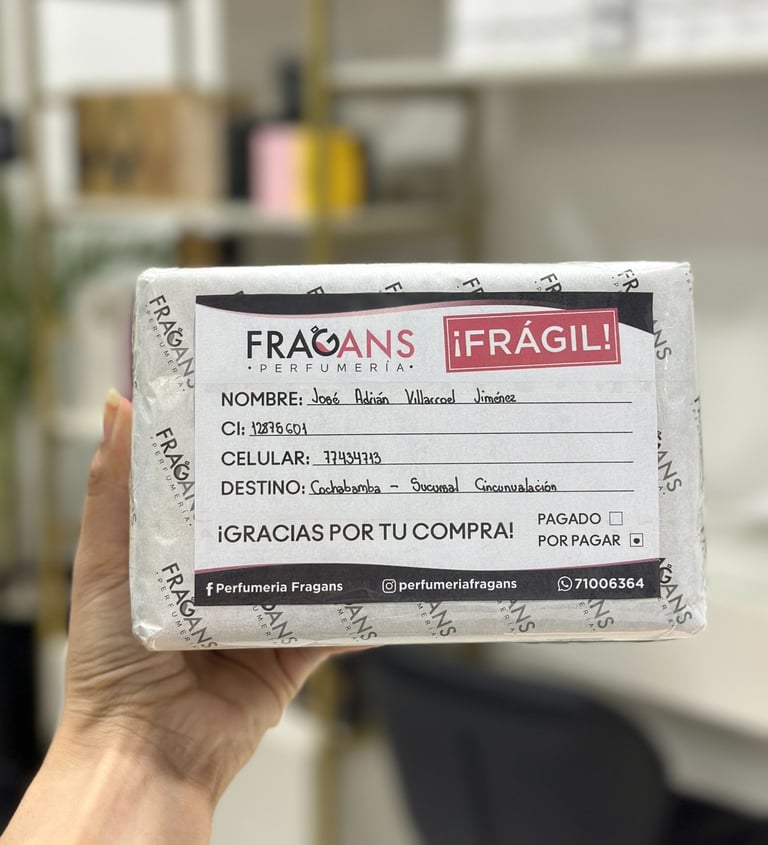 FRAGANS
• PERFUMERÍA •
¡FRÁGIL!
NOMBRE: José Adrián Villarroel Jiménez
CI: 12876601
CELULAR: 77434713
DESTINO: Cochabamba - Sucursal Circunvalación
¡GRACIAS POR TU COMPRA!
PAGADO
POR PAGAR
Perfumeria Fragans
perfumeriafragans
71006364